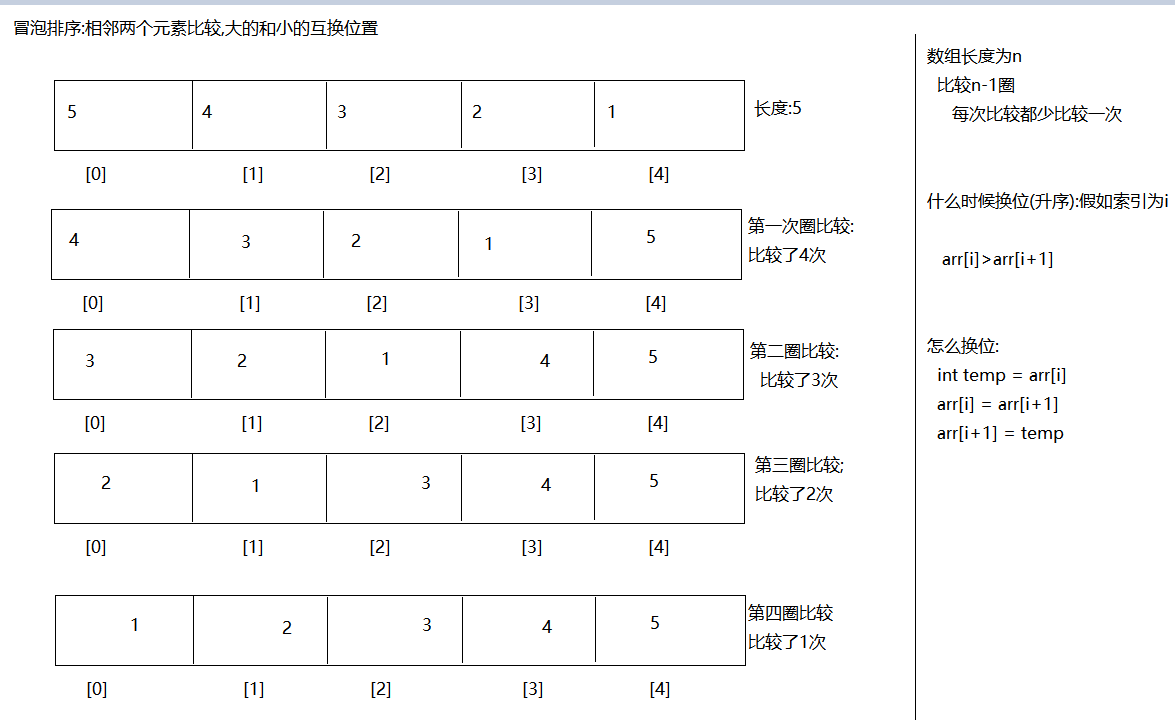 冒泡排序:相邻两个元素比较,大的和小的互换位置
5 4 3 2 1 长度:5
[0] [1] [2] [3] [4]
4 3 2 1 5
第一次圈比较:
比较了4次
[0] [1] [2] [3] [4]
3 2 1 4 5
第二圈比较:
比较了3次
[0] [1] [2] [3] [4]
2 1 3 4 5
第三圈比较;
比较了2次
[0] [1] [2] [3] [4]
1 2 3 4 5
第四圈比较
比较了1次
[0] [1] [2] [3] [4]
数组长度为n
比较n-1圈
每次比较都少比较一次
什么时候换位(升序):假如索引为i
arr[i]>arr[i+1]
怎么换位:
int temp = arr[i]
arr[i] = arr[i+1]
arr[i+1] = temp